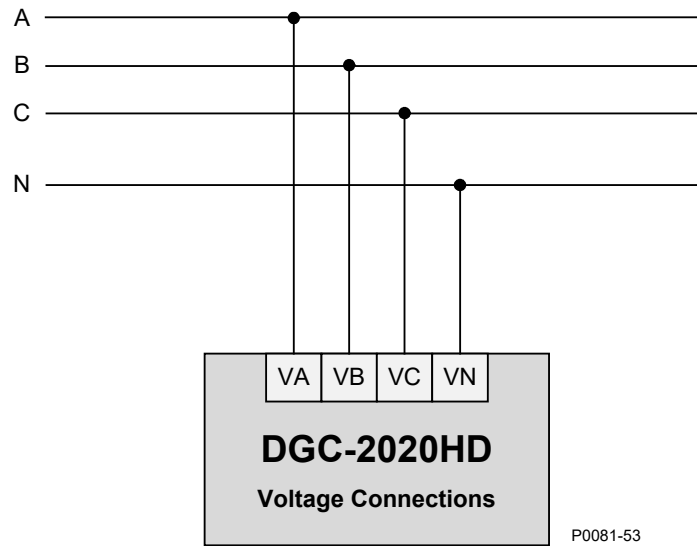 A
B
C
N
VA VB VC VN
DGC-2020HD
Voltage Connections
P0081-53